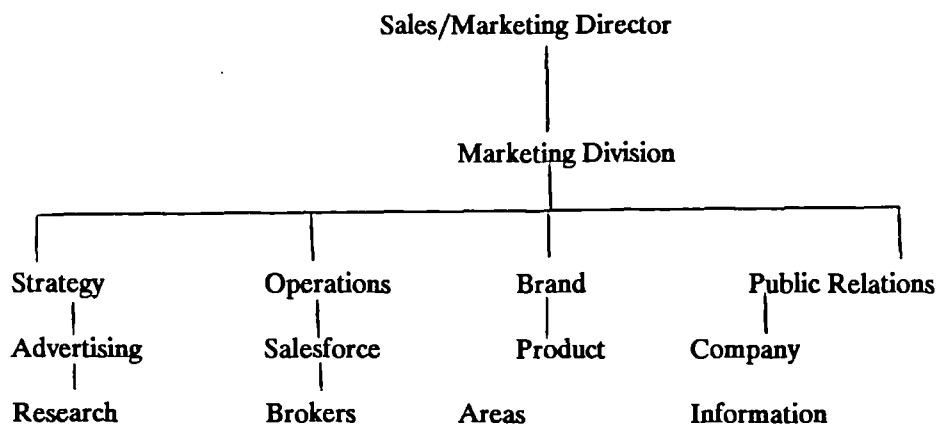 Sales/Marketing Director
Marketing Division
Strategy Operations Brand Public Relations
Advertising Salesforce Product Company
Research Brokers Areas Information